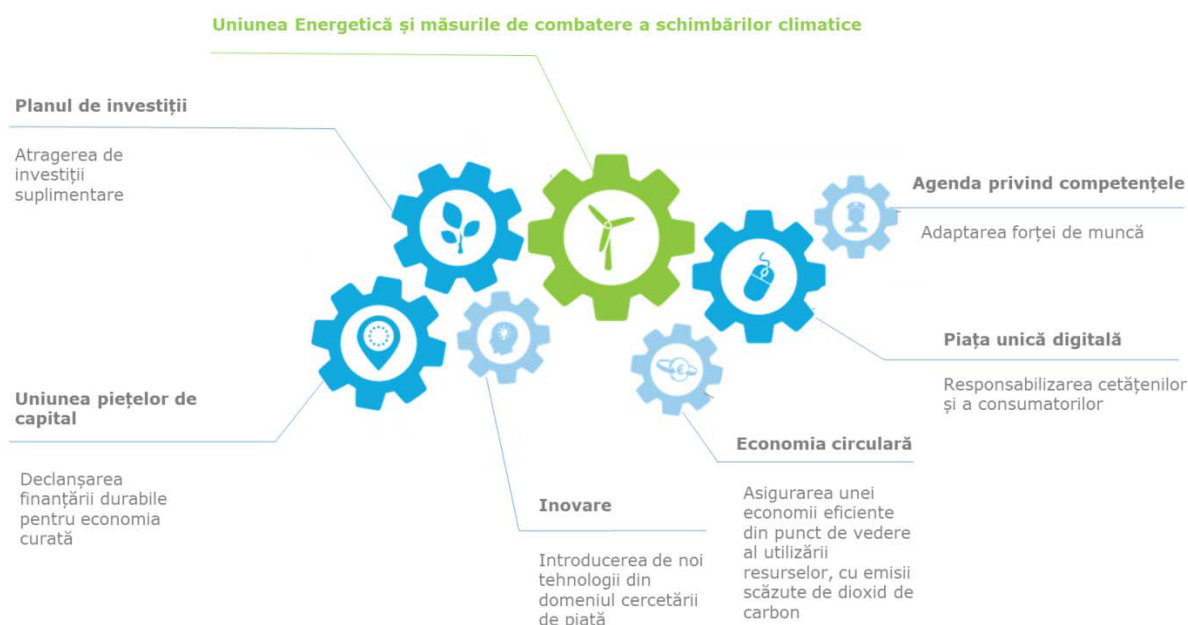 Uniunea Energetică și măsurile de combatere a schimbărilor climatice
Planul de investiții
Atragerea de
investiții
suplimentare
Agenda privind competențele
Adaptarea forței de muncă
Piața unică digitală
Responsabilizarea cetățenilor
și a consumatorilor
Uniunea piețelor de
capital
Declanșarea
finanțării durabile
pentru economia
curată
Inovare
Introducerea de noi
tehnologii din
domeniul cercetării
de piață
Economia circulară
Asigurarea unei
economii eficiente
din punct de vedere
al utilizării
resurselor, cu emisii
scăzute de dioxid de
carbon